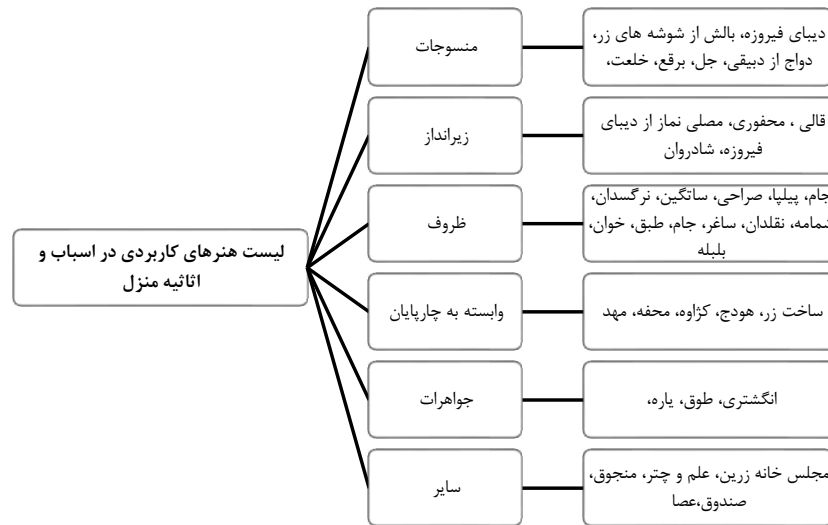 لیست هنرهای کاربردی در اسباب و
اثاثیه منزل
منسوجات
دیبای فیروزه، بالش از شوشه های زر،
دواج از دبیقی، جل، برقع، خلعت،
زیرانداز
قالی ، محفوری، مصلی نماز از دیبای
فیروزه، شادروان
ظروف
جام، پیلپا، صراحی، ساتگین، نرگسدان،
شمامه، نقلدان، ساغر، جام، طبق، خوان،
بلبله
وابسته به چارپایان
ساخت زر، هودج، کژاوه، محفه، مهد
جواهرات
انگشتری، طوق، یاره،
سایر
مجلس خانه زرین، علم و چتر، منجوق،
صندوق،عصا